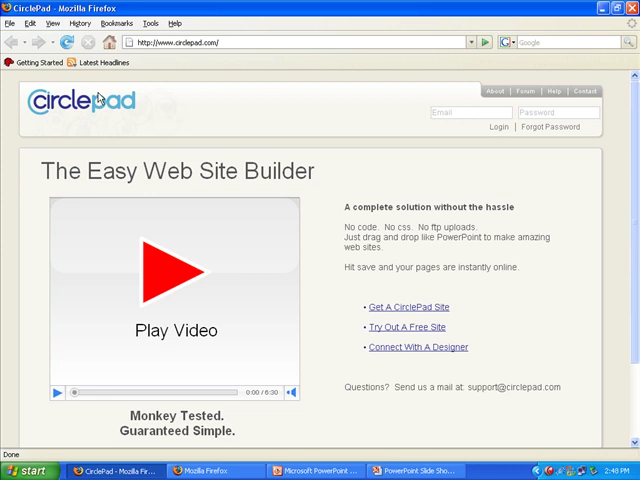 CirclePad - Mozilla Firefox
File Edit View History Bookmarks Tools Help
http://www.circlepad.com/
Google
Getting Started Latest Headlines
circlepad
About Forum Help Contact
Email Password
Login | Forgot Password
The Easy Web Site Builder
A complete solution without the hassle
No code. No css. No ftp uploads.
Just drag and drop like PowerPoint to make amazing
web sites.
Hit save and your pages are instantly online.
• Get A CirclePad Site
• Try Out A Free Site
• Connect With A Designer
Play Video
0:00 / 6:30
Questions? Send us a mail at: support@circlepad.com
Monkey Tested.
Guaranteed Simple.
Done
start CirclePad - Mozilla Fir... Mozilla Firefox Microsoft PowerPoint ... PowerPoint Slide Sho... 2:48 PM